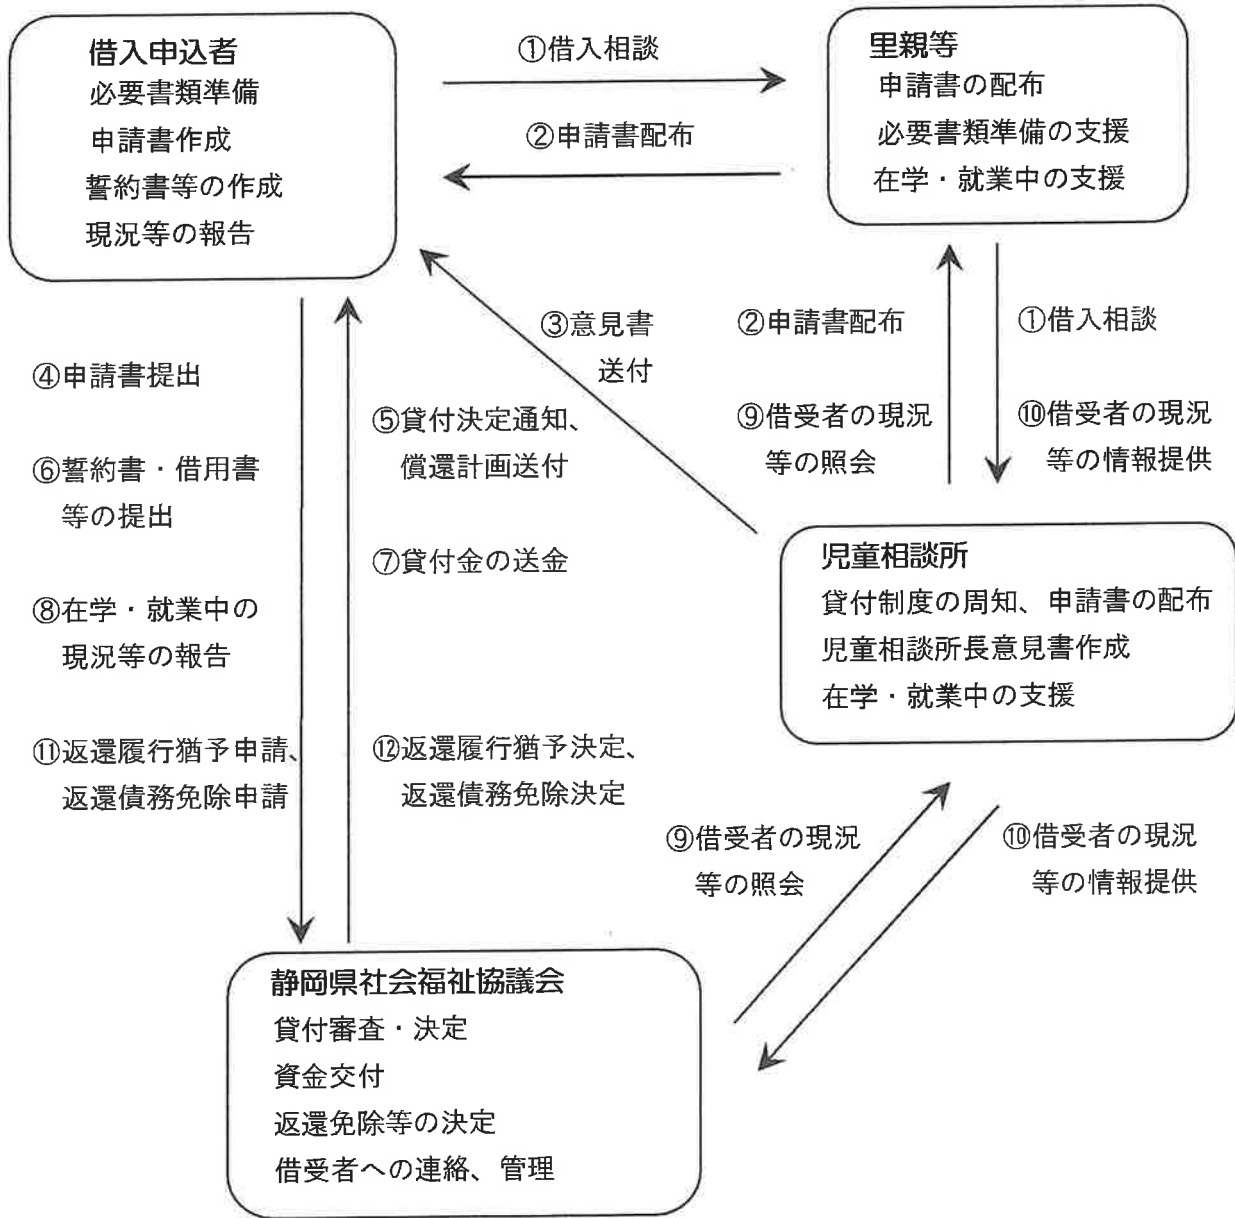 借入申込者
必要書類準備
申請書作成
誓約書等の作成
現況等の報告
①借入相談
②申請書配布
里親等
申請書の配布
必要書類準備の支援
在学・就業中の支援
③意見書
送付
②申請書配布
⑨借受者の現況
等の照会
①借入相談
⑩借受者の現況
等の情報提供
④申請書提出
⑥誓約書・借用書
等の提出
⑧在学・就業中の
現況等の報告
⑪返還履行猶予申請、
返還債務免除申請
⑤貸付決定通知、
償還計画送付
⑦貸付金の送金
⑫返還履行猶予決定、
返還債務免除決定
児童相談所
貸付制度の周知、申請書の配布
児童相談所長意見書作成
在学・就業中の支援
⑨借受者の現況
等の照会
⑩借受者の現況
等の情報提供
静岡県社会福祉協議会
貸付審査・決定
資金交付
返還免除等の決定
借受者への連絡、管理